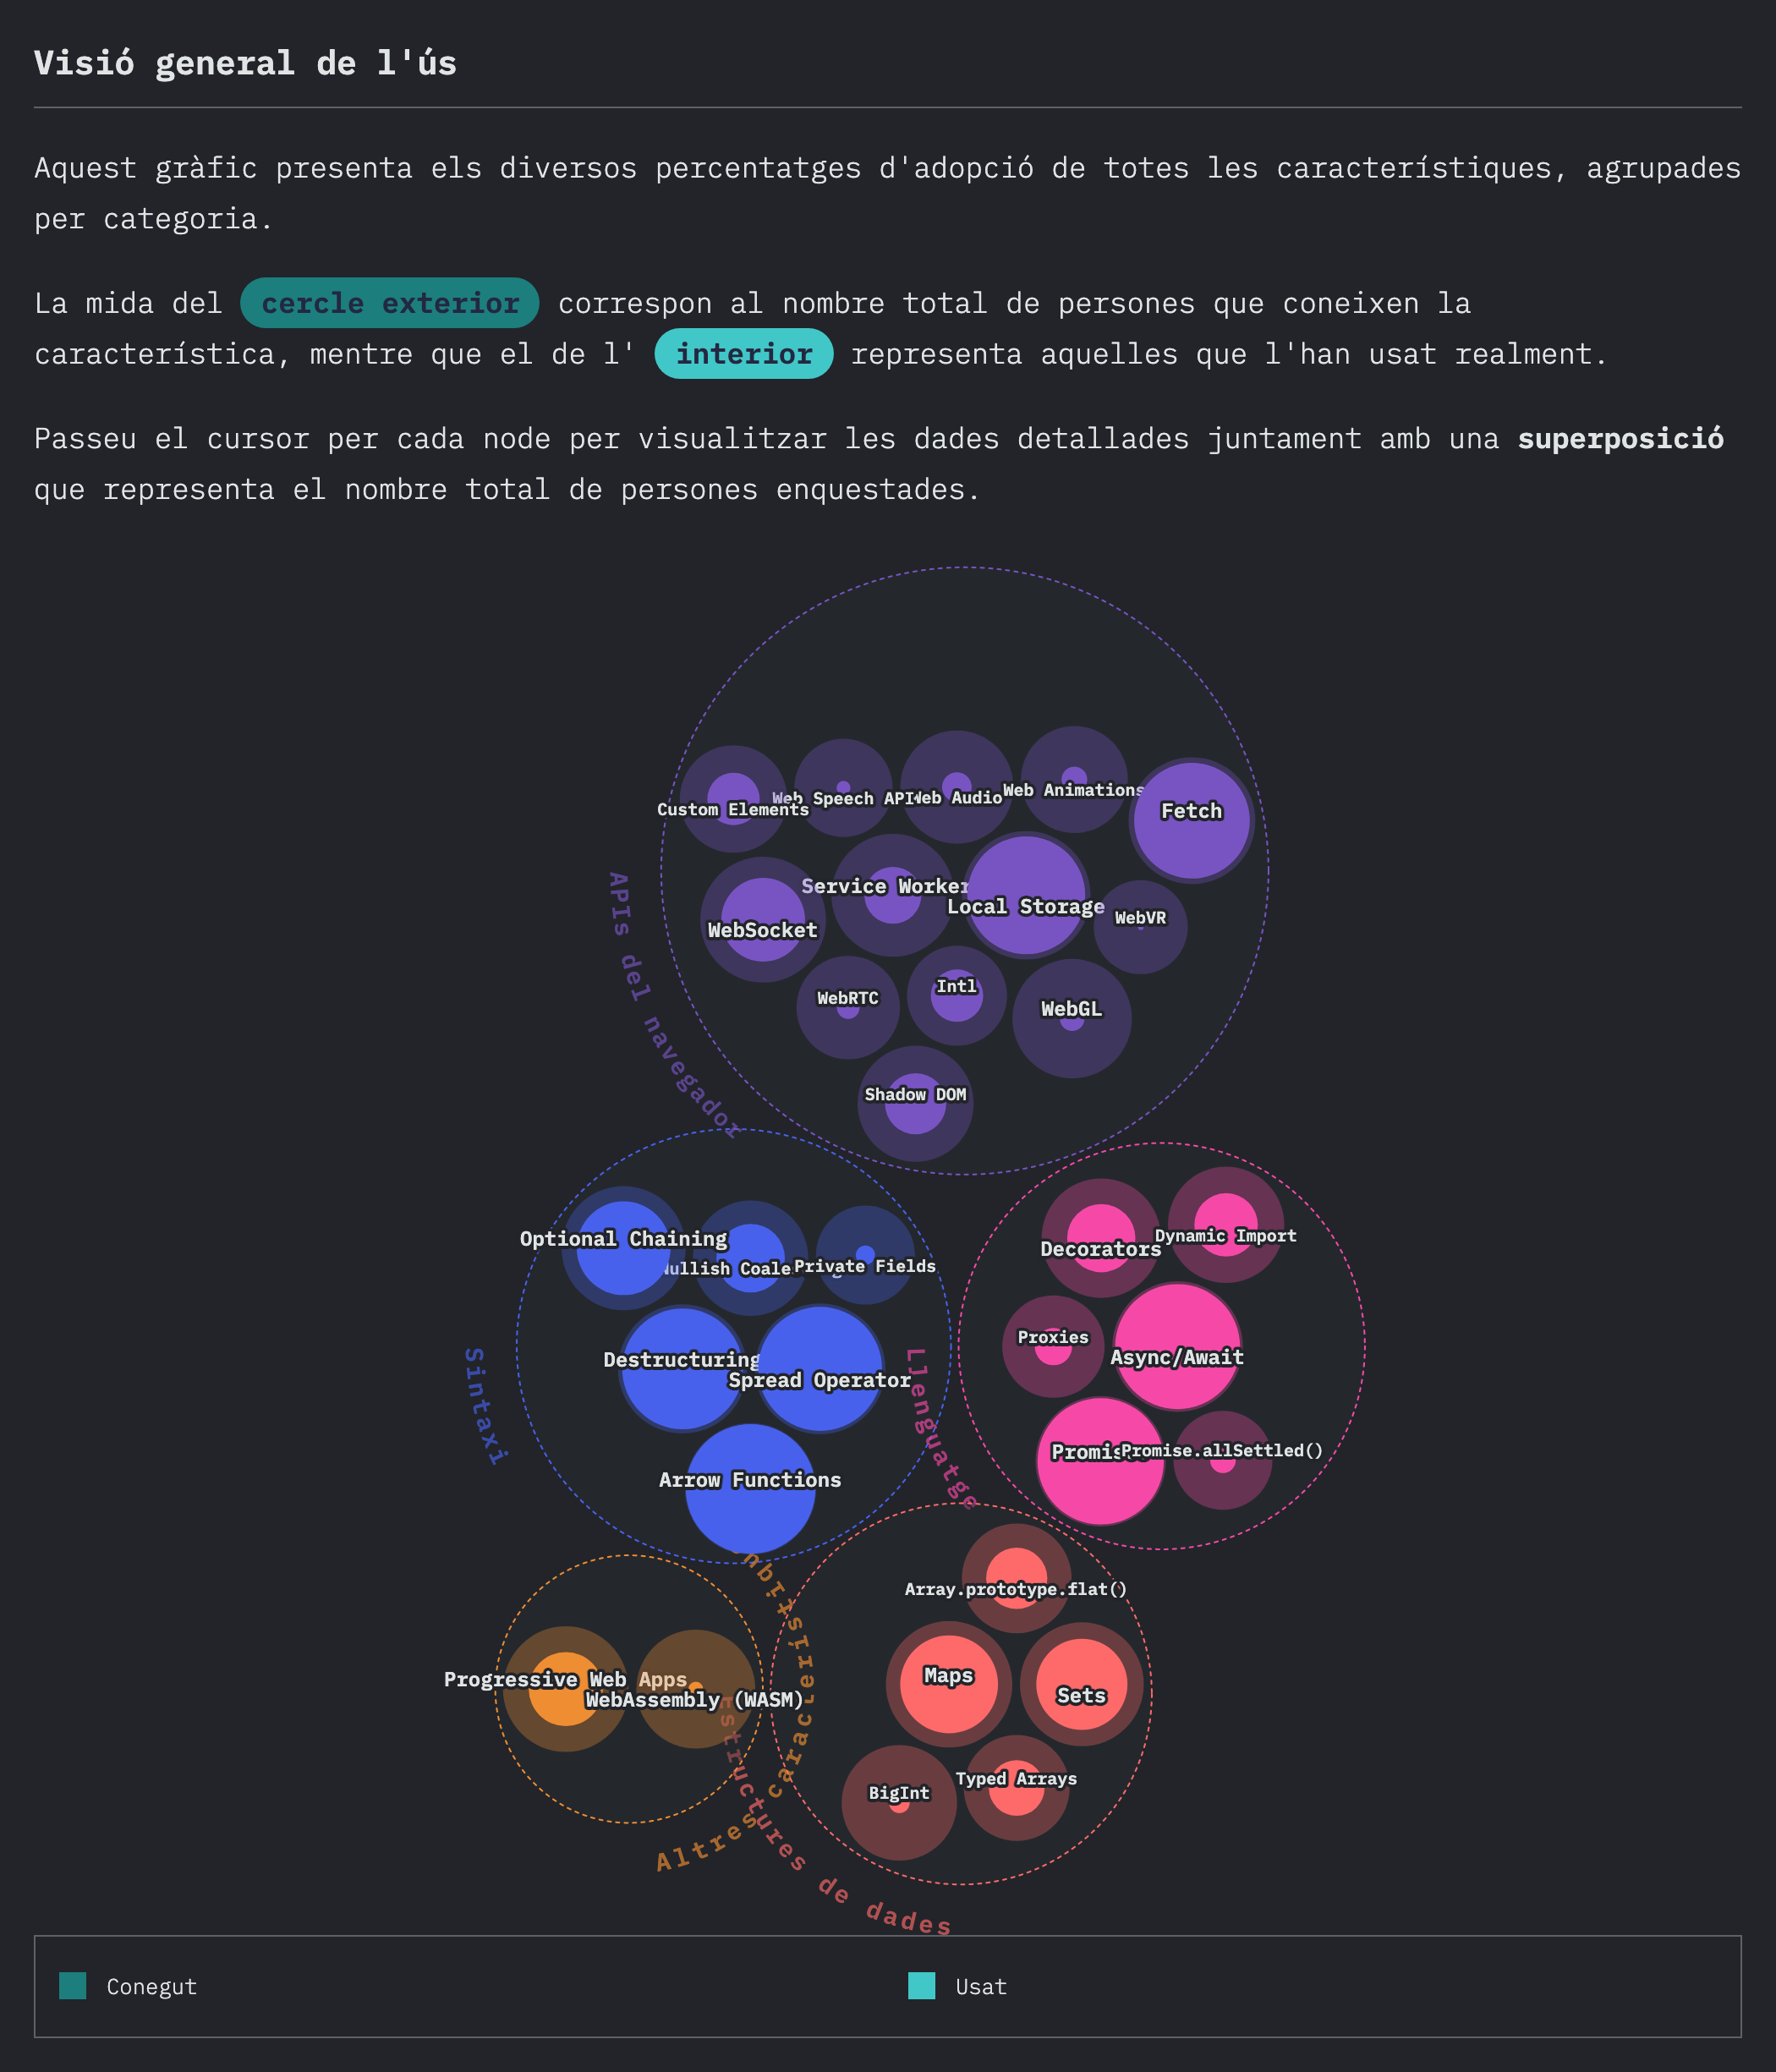 Visió general de l'ús
Aquest gràfic presenta els diversos percentatges d'adopció de totes les característiques, agrupades
per categoria.
La mida del cercle exterior correspon al nombre total de persones que coneixen la
característica, mentre que el de l' interior representa aquelles que l'han usat realment.
Passeu el cursor per cada node per visualitzar les dades detallades juntament amb una superposició
que representa el nombre total de persones enquestades.
APIs del navegador
Custom Elements
Web Speech API
Web Audio
Web Animations
Fetch
WebSocket
Service Worker
Local Storage
WebVR
WebRTC
Intl
WebGL
Shadow DOM
Sintaxi
Optional Chaining
Private Fields
Destructuring
Spread Operator
Arrow Functions
Llenguatge
Decorators
Dynamic Import
Proxies
Async/Await
Promise.allSettled()
Altres
Progressive Web Apps
WebAssembly (WASM)
Estructures de dades
Array.prototype.flat()
Maps
Sets
BigInt
Typed Arrays
Conegut
Usat